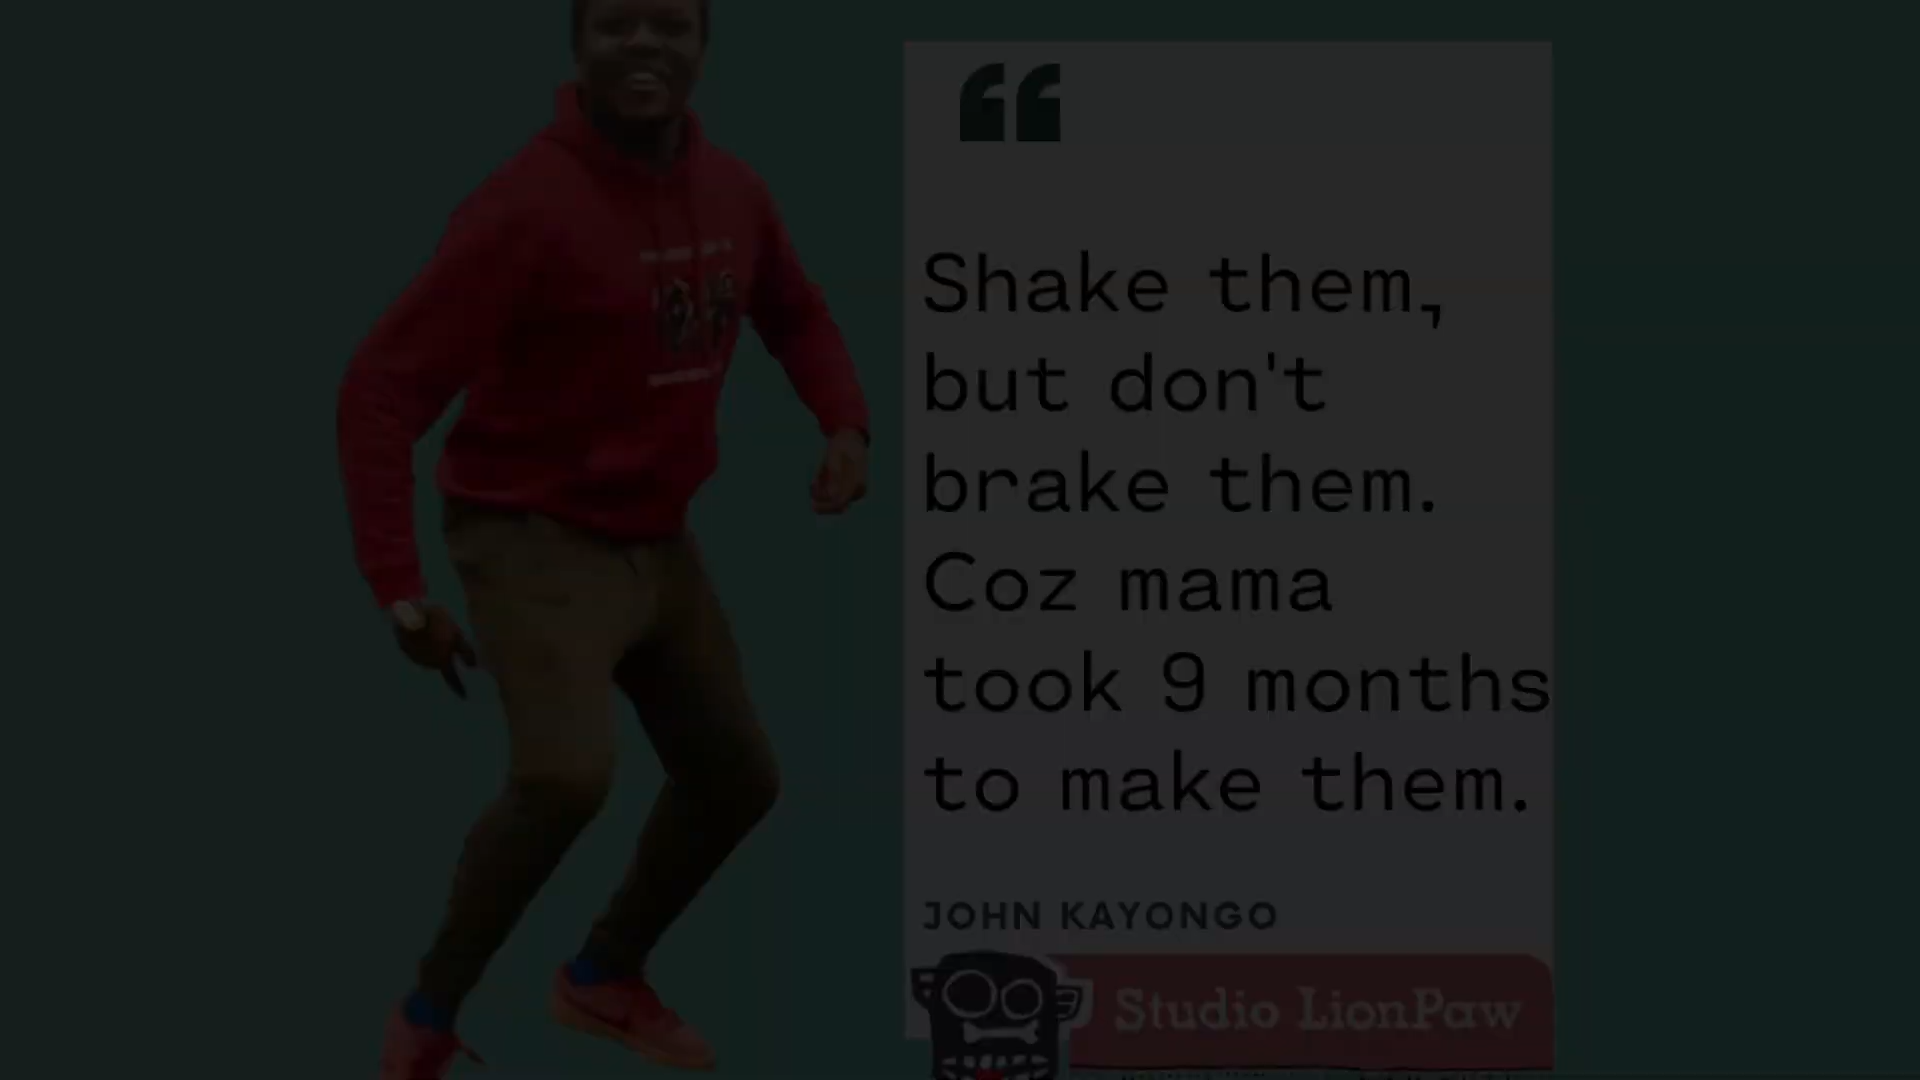 “
Shake them,
but don't
brake them.
Coz mama
took 9 months
to make them.
JOHN KAYONGO
Studio LionPaw